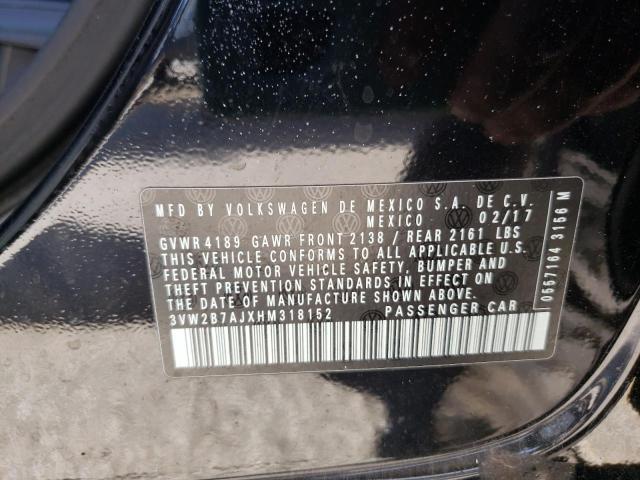 MFD BY VOLKSWAGEN DE MEXICO S.A. DE C.V.
MEXICO 02/17
GVWR 4189 GAWR FRONT 2138 / REAR 2161 LBS
THIS VEHICLE CONFORMS TO ALL APPLICABLE U.S.
FEDERAL MOTOR VEHICLE SAFETY, BUMPER AND
THEFT PREVENTION STANDARDS IN EFFECT ON THE
DATE OF MANUFACTURE SHOWN ABOVE.
3VW2B7AJXHM318152 PASSENGER CAR
0557164 3156 M